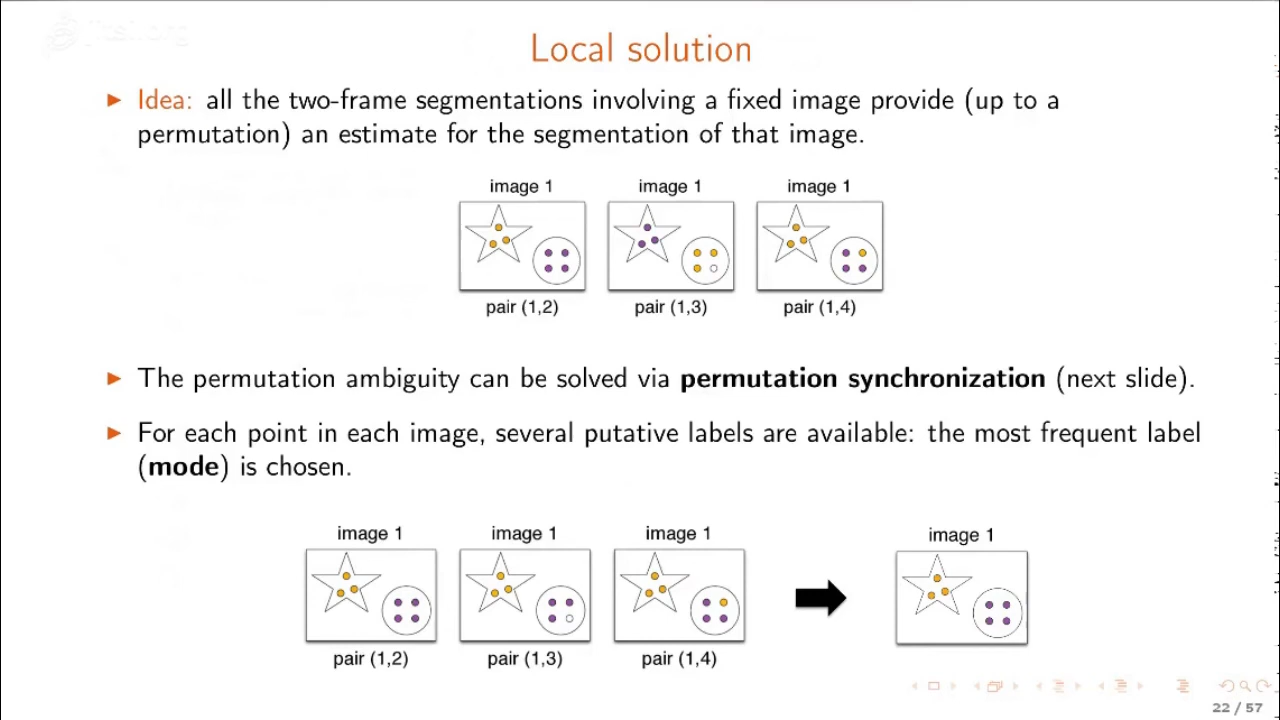 Local solution
▶ Idea: all the two-frame segmentations involving a fixed image provide (up to a
permutation) an estimate for the segmentation of that image.
image 1 image 1 image 1
pair (1,2) pair (1,3) pair (1,4)
▶ The permutation ambiguity can be solved via permutation synchronization (next slide).
▶ For each point in each image, several putative labels are available: the most frequent label
(mode) is chosen.
image 1 image 1 image 1 image 1
pair (1,2) pair (1,3) pair (1,4)
22 / 57